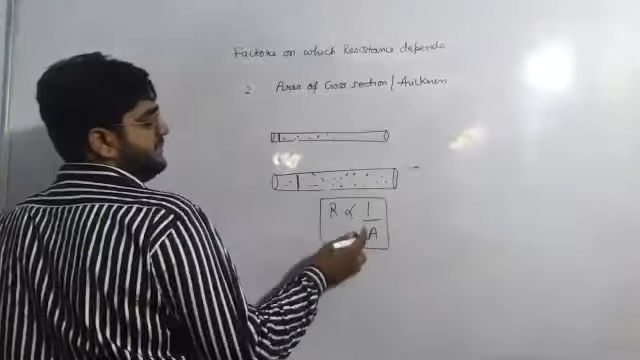 Factors on which Resistance depends
2. Area of Cross section / thickness
R ∝ 1/A